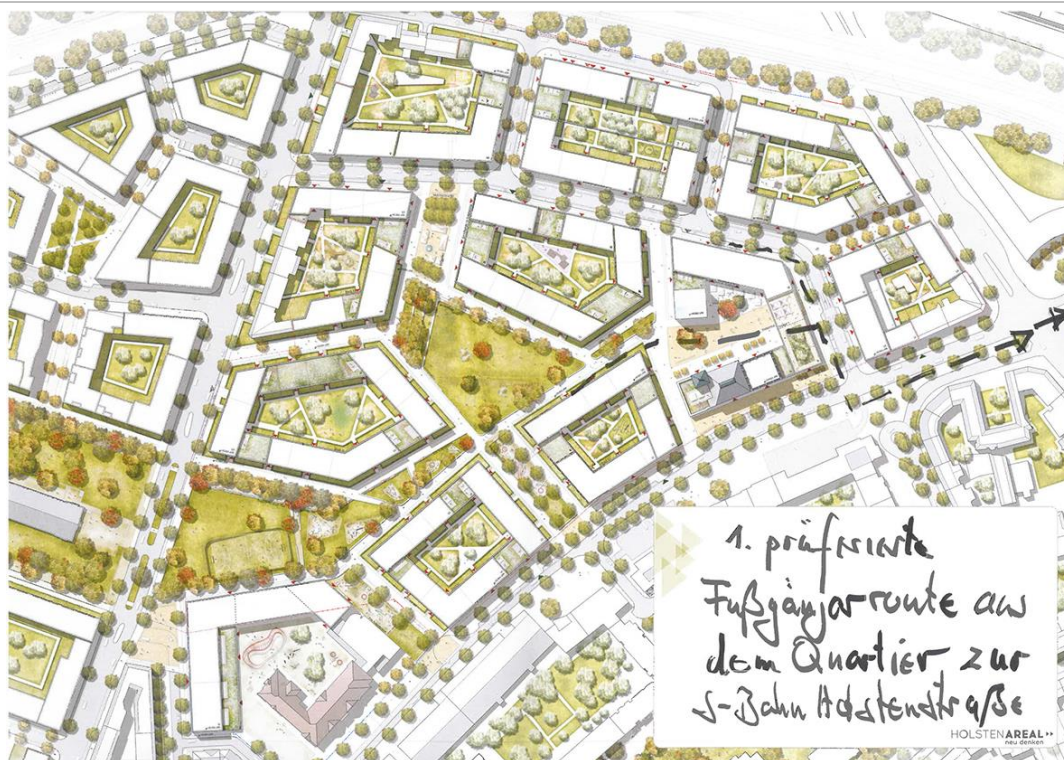 1. präferierte
Fußgängerroute aus
dem Quartier zur
S-Bahn Holstenstraße
HOLSTENAREAL
neu denken